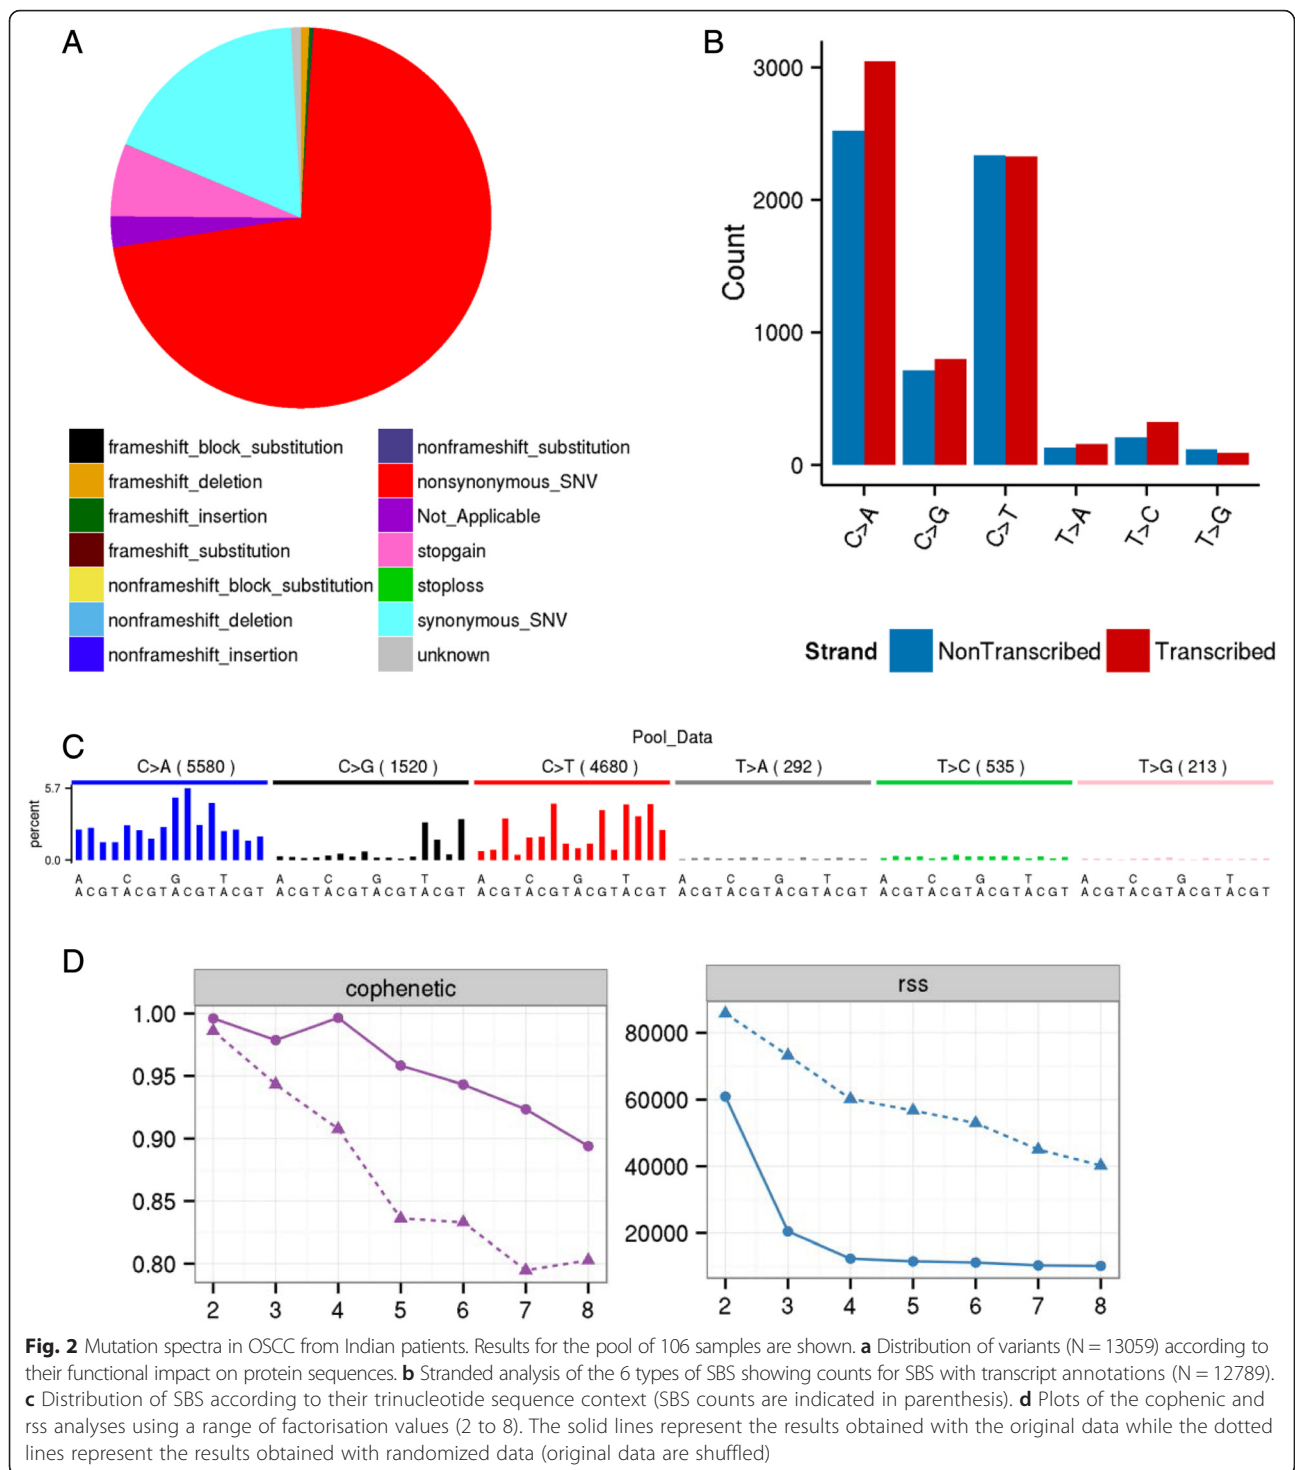 A
frameshift_block_substitution
frameshift_deletion
frameshift_insertion
frameshift_substitution
nonframeshift_block_substitution
nonframeshift_deletion
nonframeshift_insertion
nonframeshift_substitution
nonsynonymous_SNV
Not_Applicable
stopgain
stoploss
synonymous_SNV
unknown
B
Count
3000
2000
1000
0
C>A
C>G
C>T
T>A
T>C
T>G
Strand NonTranscribed Transcribed
C
Pool_Data
C>A ( 5580 ) C>G ( 1520 ) C>T ( 4680 ) T>A ( 292 ) T>C ( 535 ) T>G ( 213 )
percent
5.7
0.0
A C G T A C G T A C G T A C G T A C G T A C G T
A C G T A C G T A C G T A C G T A C G T A C G T A C G T A C G T A C G T A C G T A C G T A C G T A C G T A C G T A C G T A C G T A C G T A C G T A C G T A C G T A C G T A C G T A C G T A C G T
D
cophenetic
1.00
0.95
0.90
0.85
0.80
2 3 4 5 6 7 8
rss
80000
60000
40000
20000
2 3 4 5 6 7 8
Fig. 2 Mutation spectra in OSCC from Indian patients. Results for the pool of 106 samples are shown. a Distribution of variants (N = 13059) according to
their functional impact on protein sequences. b Stranded analysis of the 6 types of SBS showing counts for SBS with transcript annotations (N = 12789).
c Distribution of SBS according to their trinucleotide sequence context (SBS counts are indicated in parenthesis). d Plots of the cophenic and
rss analyses using a range of factorisation values (2 to 8). The solid lines represent the results obtained with the original data while the dotted
lines represent the results obtained with randomized data (original data are shuffled)